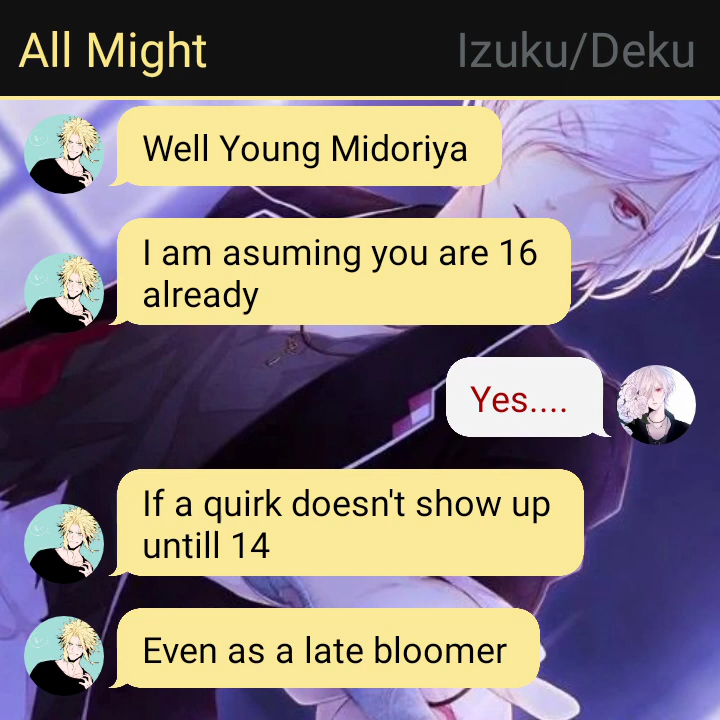 All Might
Izuku/Deku
Well Young Midoriya
I am asuming you are 16
already
Yes....
If a quirk doesn't show up
untill 14
Even as a late bloomer